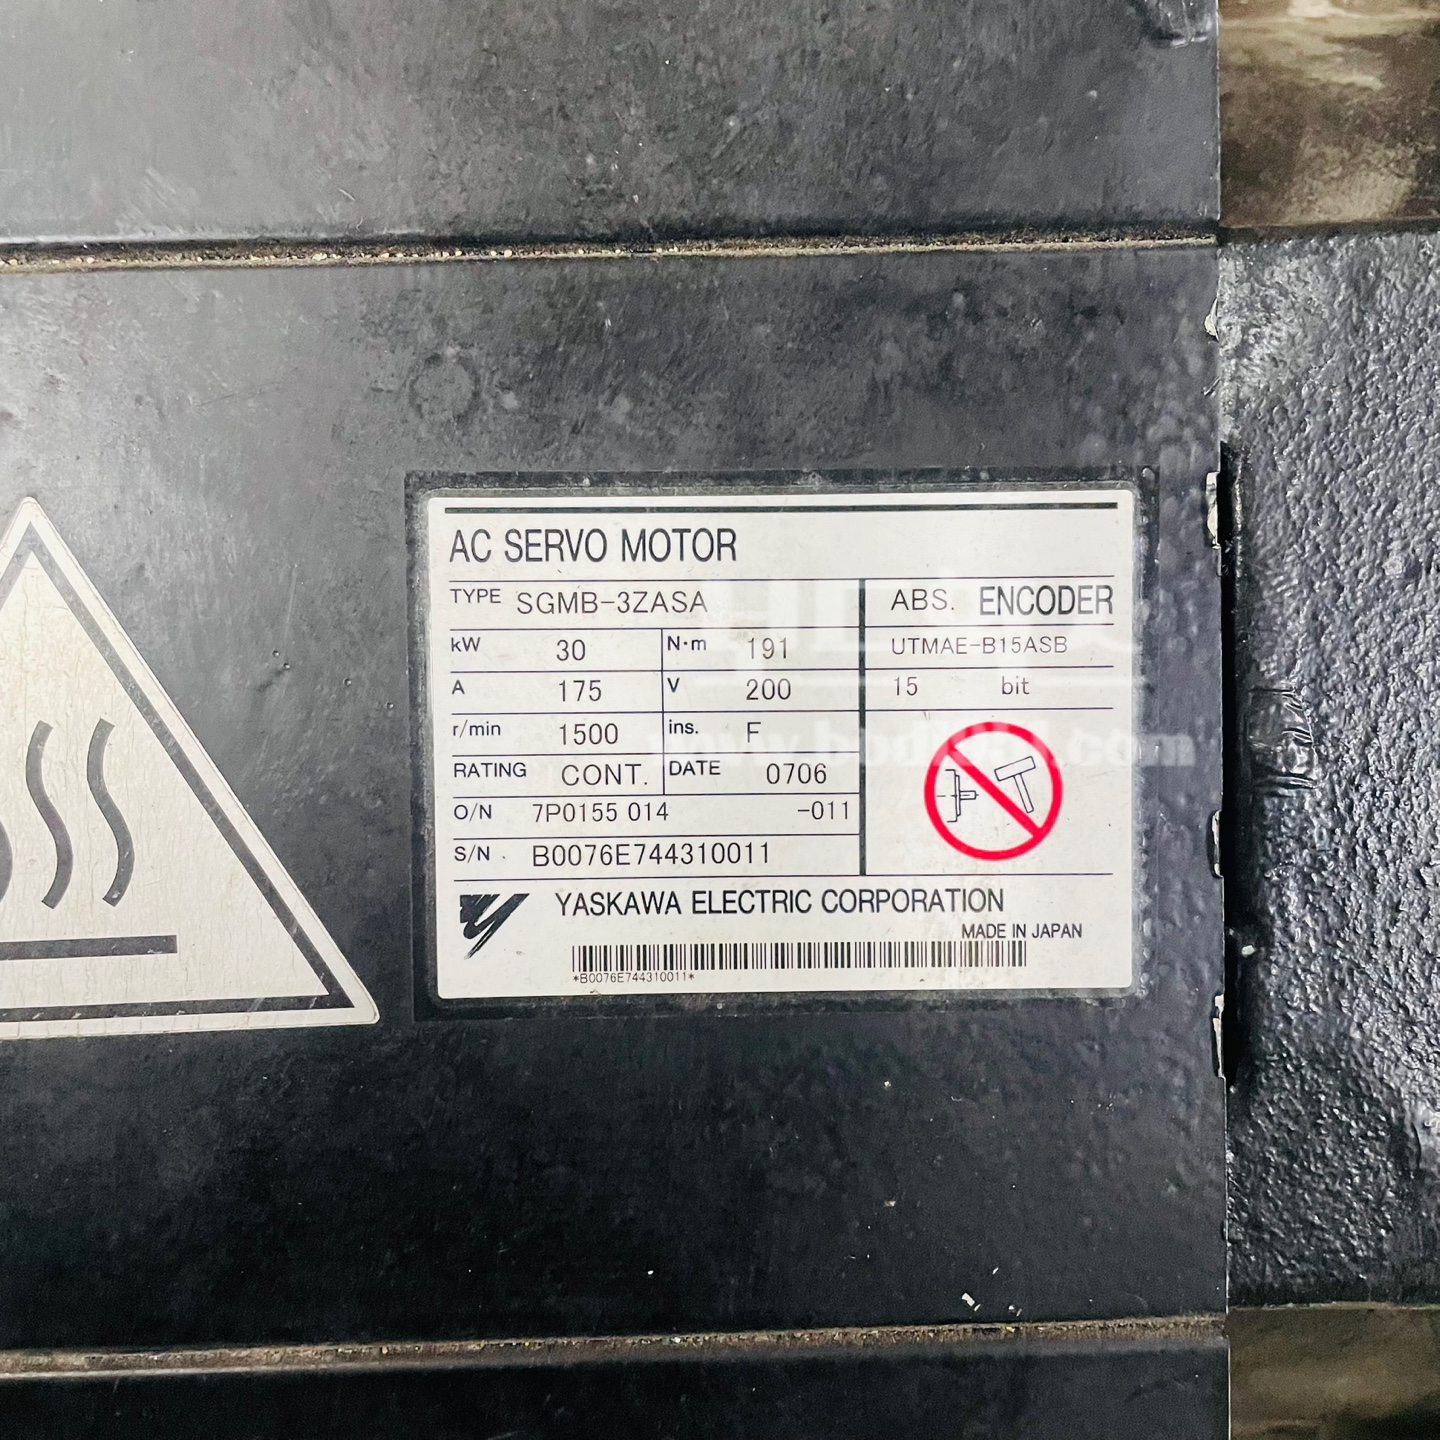 AC SERVO MOTOR
TYPE SGMB-3ZASA ABS. ENCODER
kW 30 N·m 191 UTMAE-B15ASB
A 175 V 200 15 bit
r/min 1500 ins. F
RATING CONT. DATE 0706
O/N 7P0155 014 -011
S/N B0076E744310011
YASKAWA ELECTRIC CORPORATION
MADE IN JAPAN
*B0076E744310011*